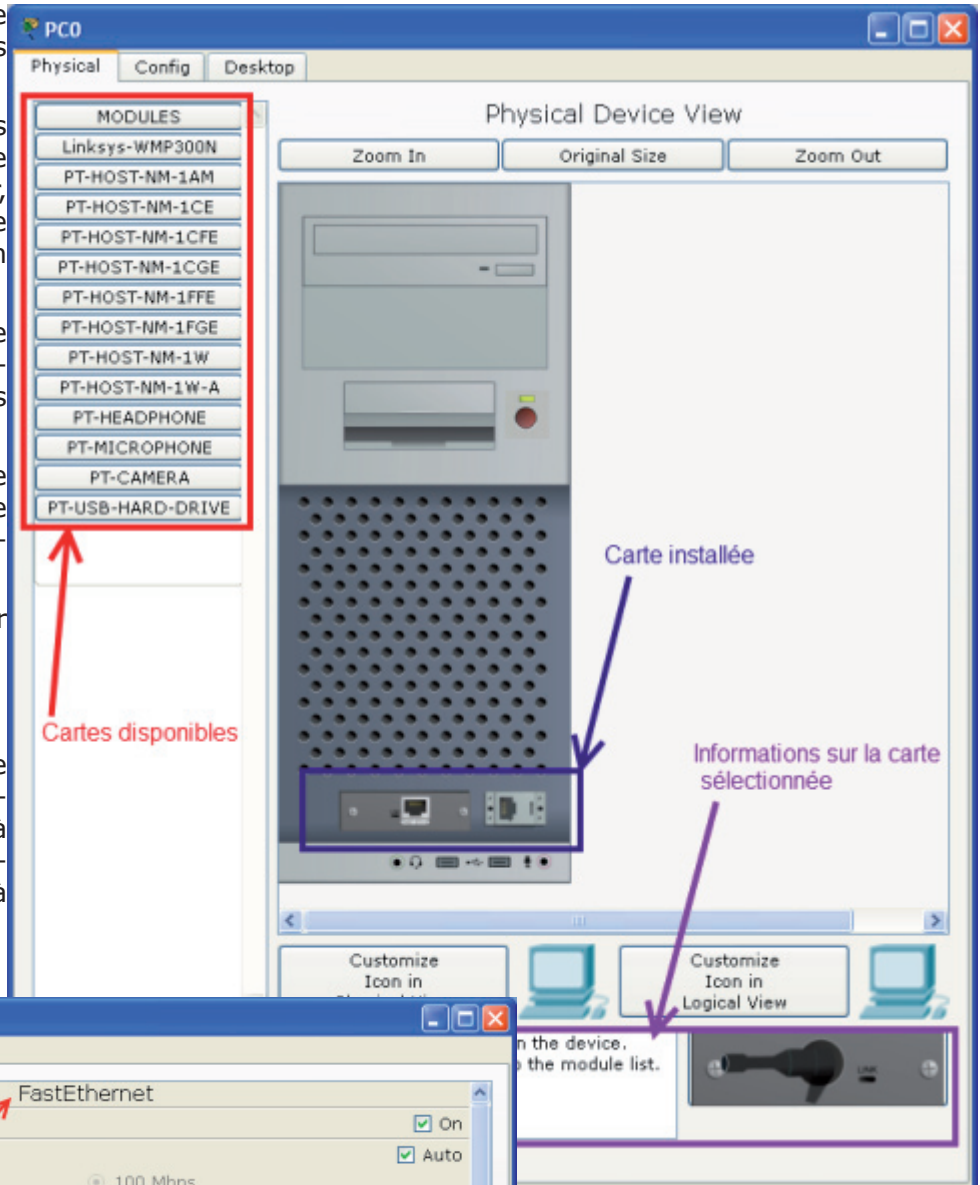 PC0
Physical Config Desktop
MODULES
Linksys-WMP300N
PT-HOST-NM-1AM
PT-HOST-NM-1CE
PT-HOST-NM-1CFE
PT-HOST-NM-1CGE
PT-HOST-NM-1FFE
PT-HOST-NM-1FGE
PT-HOST-NM-1W
PT-HOST-NM-1W-A
PT-HEADPHONE
PT-MICROPHONE
PT-CAMERA
PT-USB-HARD-DRIVE
Cartes disponibles
Physical Device View
Zoom In Original Size Zoom Out
Carte installée
Informations sur la carte
sélectionnée
Customize
Icon in
Customize
Icon in
Logical View
n the device.
the module list.
LINK
FastEthernet
On
Auto
100 Mbps